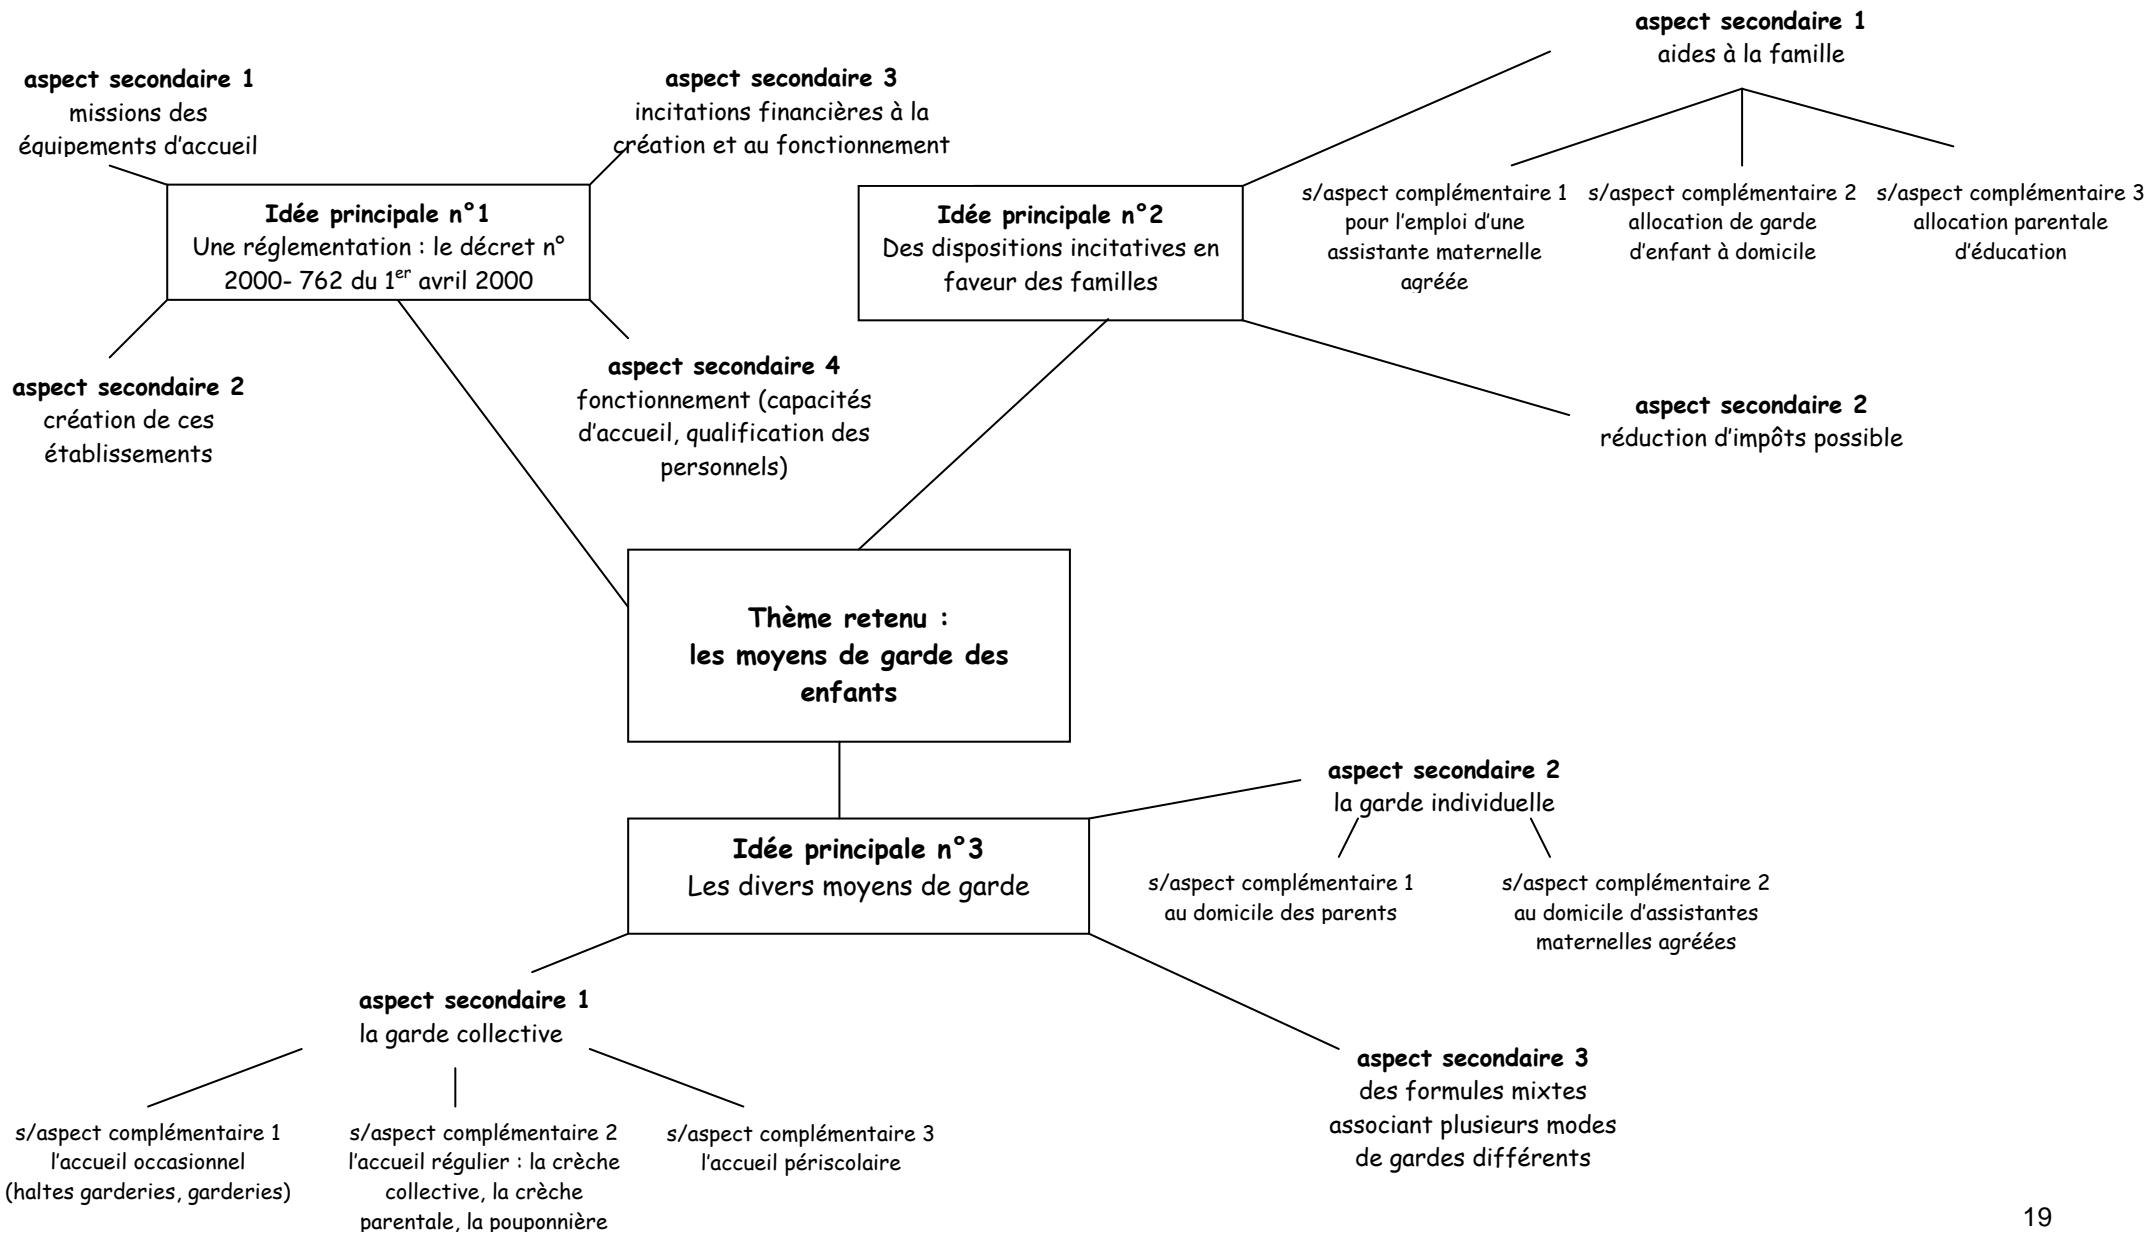 aspect secondaire 1
missions des
équipements d'accueil
aspect secondaire 3
incitations financières à la
création et au fonctionnement
Idée principale n°1
Une réglementation : le décret n°
2000- 762 du 1er avril 2000
aspect secondaire 2
création de ces
établissements
aspect secondaire 4
fonctionnement (capacités
d'accueil, qualification des
personnels)
aspect secondaire 1
aides à la famille
s/aspect complémentaire 1
pour l'emploi d'une
assistante maternelle
agréée
s/aspect complémentaire 2
allocation de garde
d'enfant à domicile
s/aspect complémentaire 3
allocation parentale
d'éducation
Idée principale n°2
Des dispositions incitatives en
faveur des familles
aspect secondaire 2
réduction d'impôts possible
Thème retenu :
les moyens de garde des
enfants
Idée principale n°3
Les divers moyens de garde
aspect secondaire 2
la garde individuelle
s/aspect complémentaire 1
au domicile des parents
s/aspect complémentaire 2
au domicile d'assistantes
maternelles agréées
aspect secondaire 1
la garde collective
s/aspect complémentaire 1
l'accueil occasionnel
(haltes garderies, garderies)
s/aspect complémentaire 2
l'accueil régulier : la crèche
collective, la crèche
parentale, la pouponnière
s/aspect complémentaire 3
l'accueil périscolaire
aspect secondaire 3
des formules mixtes
associant plusieurs modes
de gardes différents
19